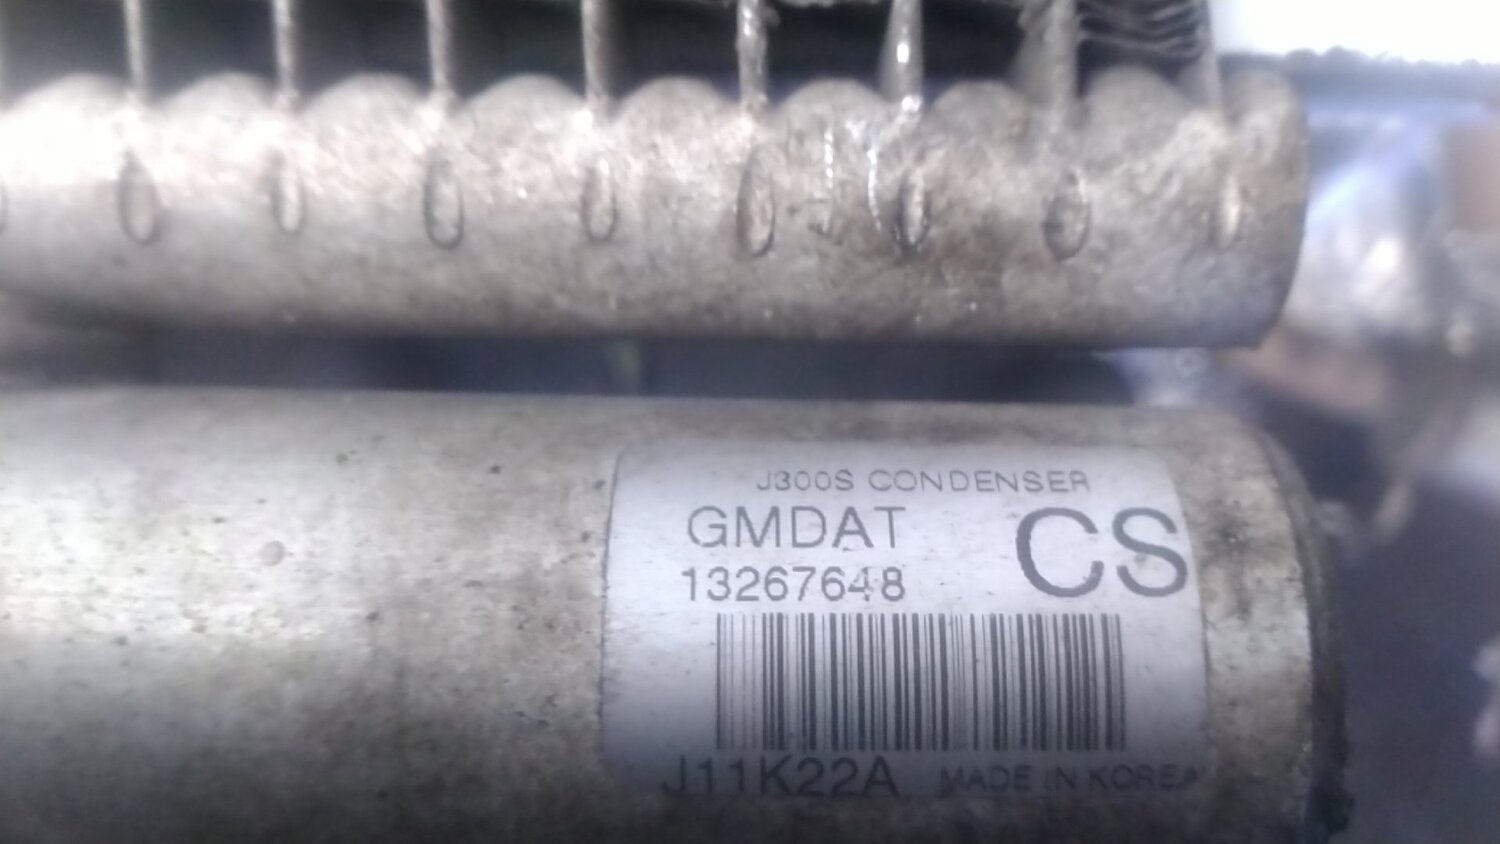 J300S CONDENSER
GMDAT CS
13267648
J11K22A MADE IN KOREA